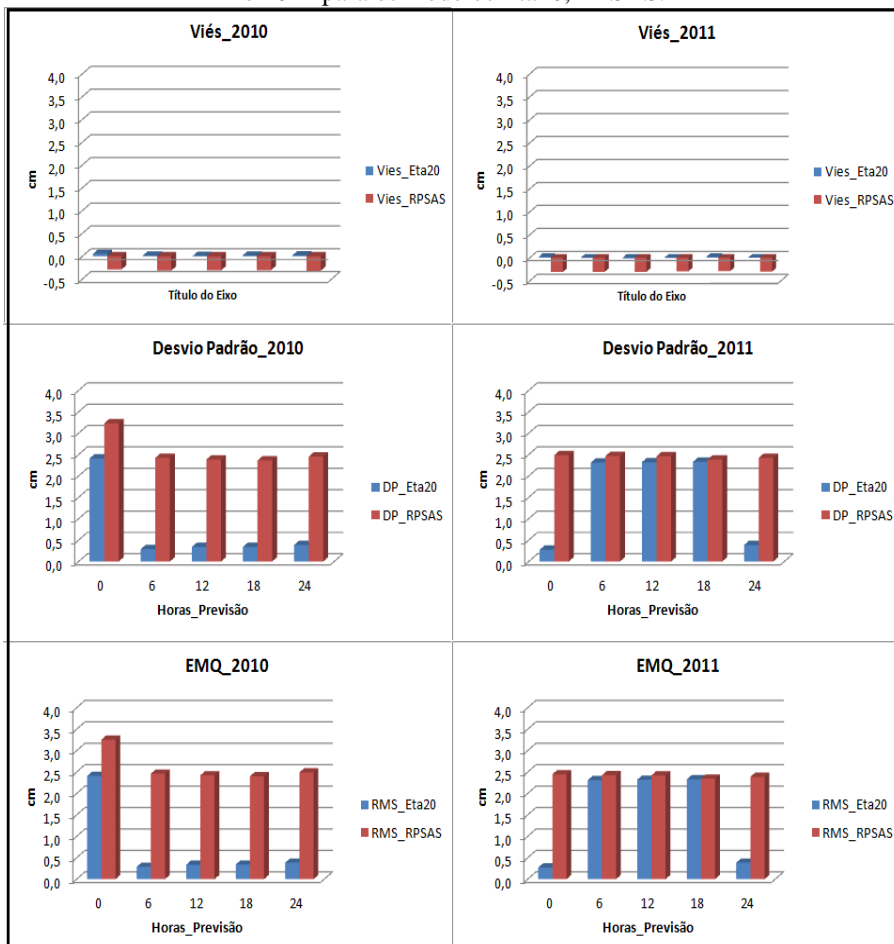 Viés_2010
4,0
3,5
3,0
2,5
2,0
1,5
1,0
0,5
0,0
-0,5
cm
Título do Eixo
Vies_Eta20
Vies_RPSAS
Viés_2011
4,0
3,5
3,0
2,5
2,0
1,5
1,0
0,5
0,0
-0,5
cm
Título do Eixo
Vies_Eta20
Vies_RPSAS
Desvio Padrão_2010
4,0
3,5
3,0
2,5
2,0
1,5
1,0
0,5
0,0
cm
0 6 12 18 24
Horas_Previsão
DP_Eta20
DP_RPSAS
Desvio Padrão_2011
4,0
3,5
3,0
2,5
2,0
1,5
1,0
0,5
0,0
cm
0 6 12 18 24
Horas_Previsão
DP_Eta20
DP_RPSAS
EMQ_2010
4,0
3,5
3,0
2,5
2,0
1,5
1,0
0,5
0,0
cm
0 6 12 18 24
Horas_Previsão
RMS_Eta20
RMS_RPSAS
EMQ_2011
4,0
3,5
3,0
2,5
2,0
1,5
1,0
0,5
0,0
cm
0 6 12 18 24
Horas_Previsão
RMS_Eta20
RMS_RPSAS